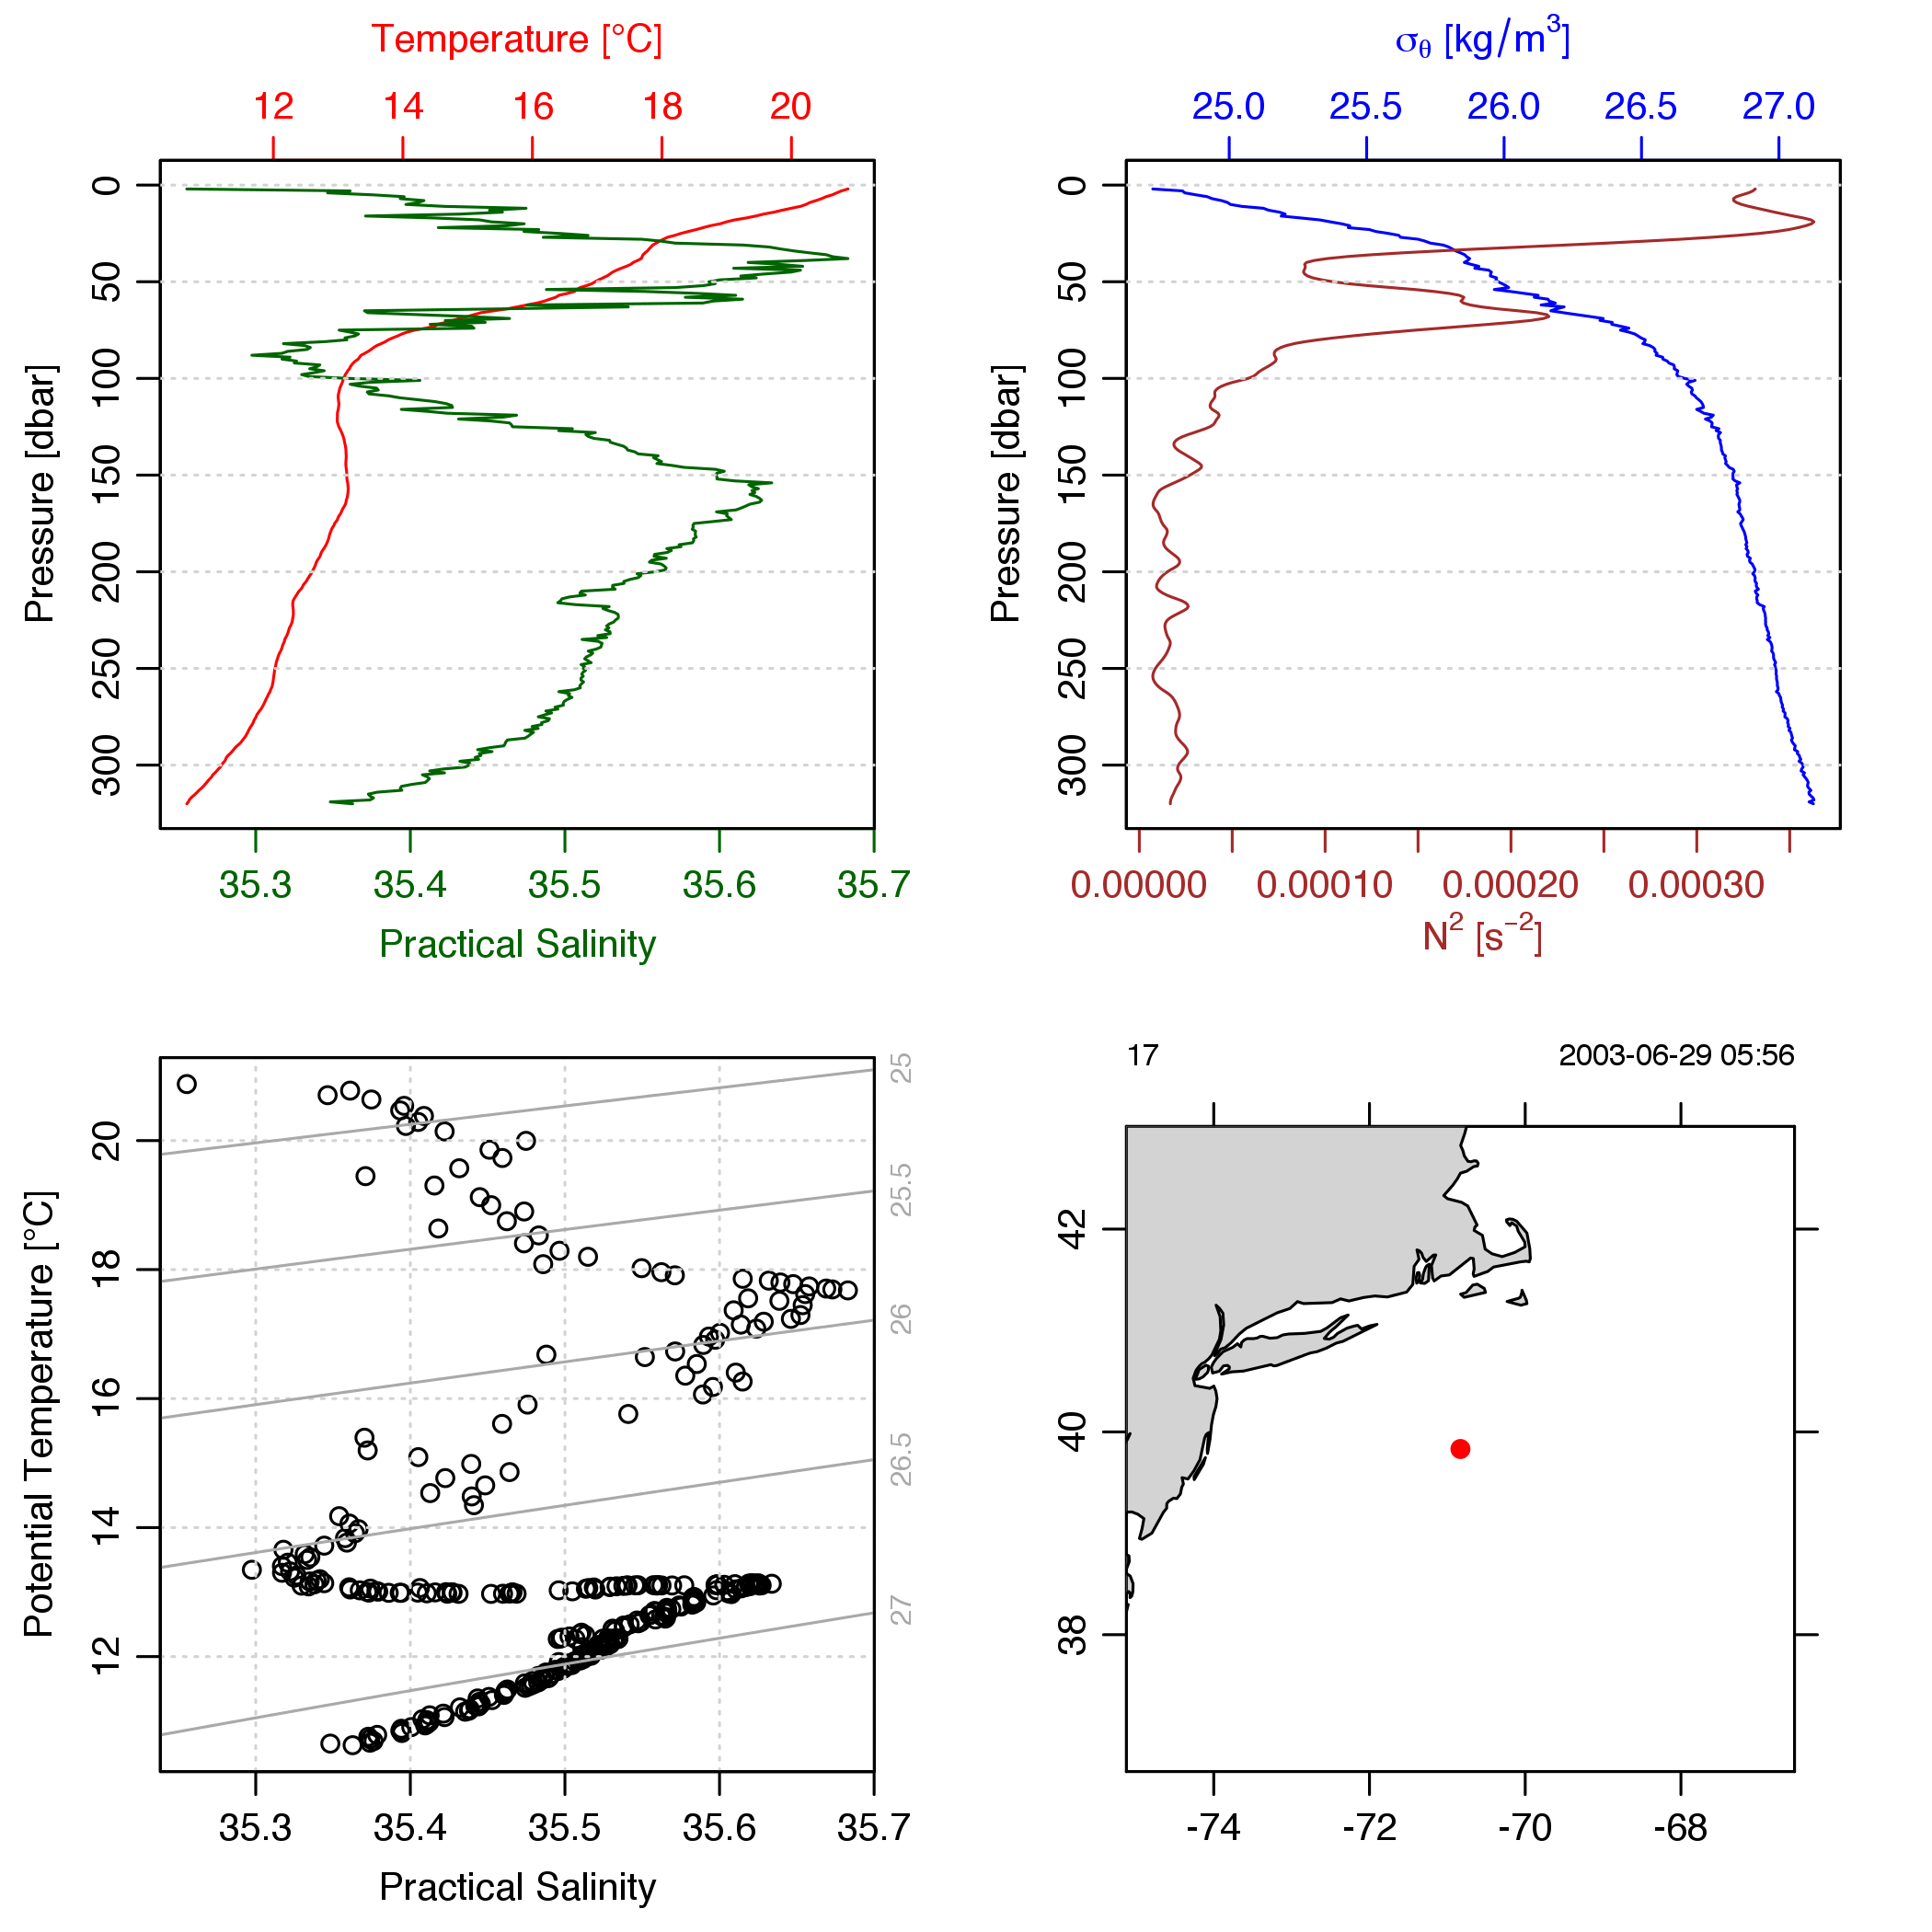 Temperature [°C]
12 14 16 18 20
0
50
100
150
200
250
300
Pressure [dbar]
35.3 35.4 35.5 35.6 35.7
Practical Salinity
σθ [kg/m³]
25.0 25.5 26.0 26.5 27.0
0
50
100
150
200
250
300
Pressure [dbar]
0.00000 0.00010 0.00020 0.00030
N² [s⁻²]
20
18
16
14
12
Potential Temperature [°C]
25
25.5
26
26.5
27
35.3 35.4 35.5 35.6 35.7
Practical Salinity
17 2003-06-29 05:56
42
40
38
-74 -72 -70 -68